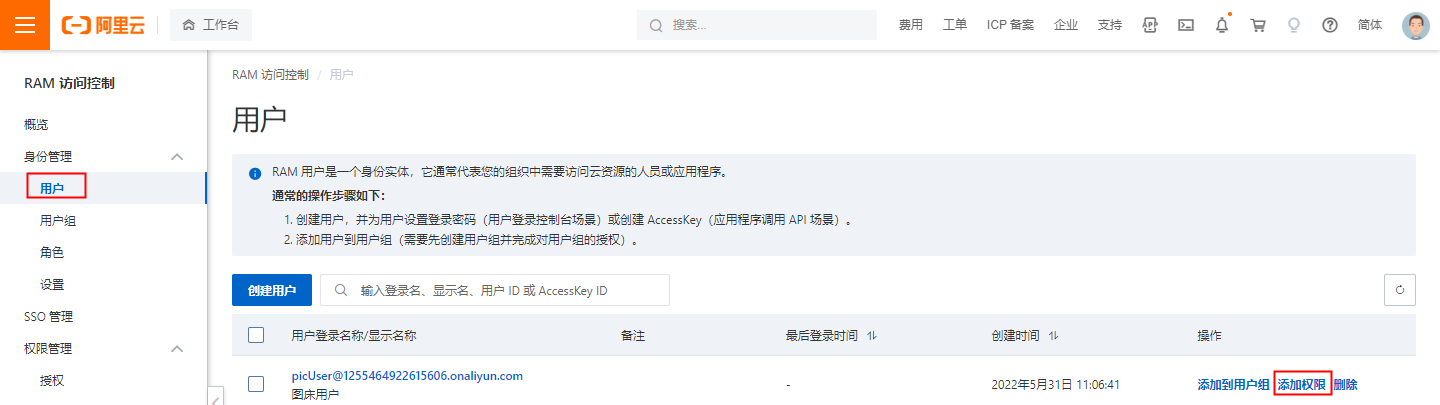 阿里云 工作台 搜索... 费用 工单 ICP 备案 企业 支持 简体
RAM 访问控制
概览
身份管理
用户
用户组
角色
设置
SSO 管理
权限管理
授权
RAM 访问控制 / 用户
用户
RAM 用户是一个身份实体，它通常代表您的组织中需要访问云资源的人员或应用程序。
通常的操作步骤如下：
1. 创建用户，并为用户设置登录密码（用户登录控制台场景）或创建 AccessKey（应用程序调用 API 场景）。
2. 添加用户到用户组（需要先创建用户组并完成对用户组的授权）。
创建用户 输入登录名、显示名、用户 ID 或 AccessKey ID
用户登录名称/显示名称 备注 最后登录时间 创建时间 操作
picUser@1255464922615606.onaliyun.com - 2022年5月31日 11:06:41 添加到用户组 添加权限 删除
图床用户